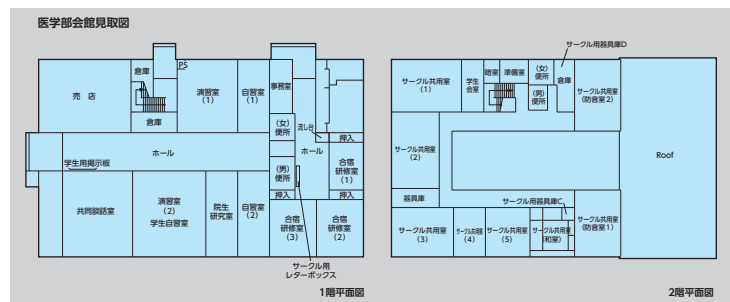 医学部会館見取図
サークル用器具庫D
PS
倉庫
演習室
(1)
自習室
(1)
事務室
売　店
倉庫
(女)
便所
流し台
ホール
ホール
押入
学生用掲示板
(男)
便所
合宿
研修室
(1)
押入
押入
共同談話室
演習室
(2)
学生自習室
院生
研究室
自習室
(2)
合宿
研修室
(3)
合宿
研修室
(2)
サークル用
レターボックス
1階平面図
サークル共用室
(1)
学生
会室
暗室
準備室
(女)
便所
(男)
便所
倉庫
サークル共用室
(防音室2)
サークル共用室
(2)
Roof
器具庫
サークル用器具庫C
サークル共用室
(3)
サークル共用室
(4)
サークル共用室
(5)
サークル共用室
(和室)
サークル共用室
(防音室1)
2階平面図